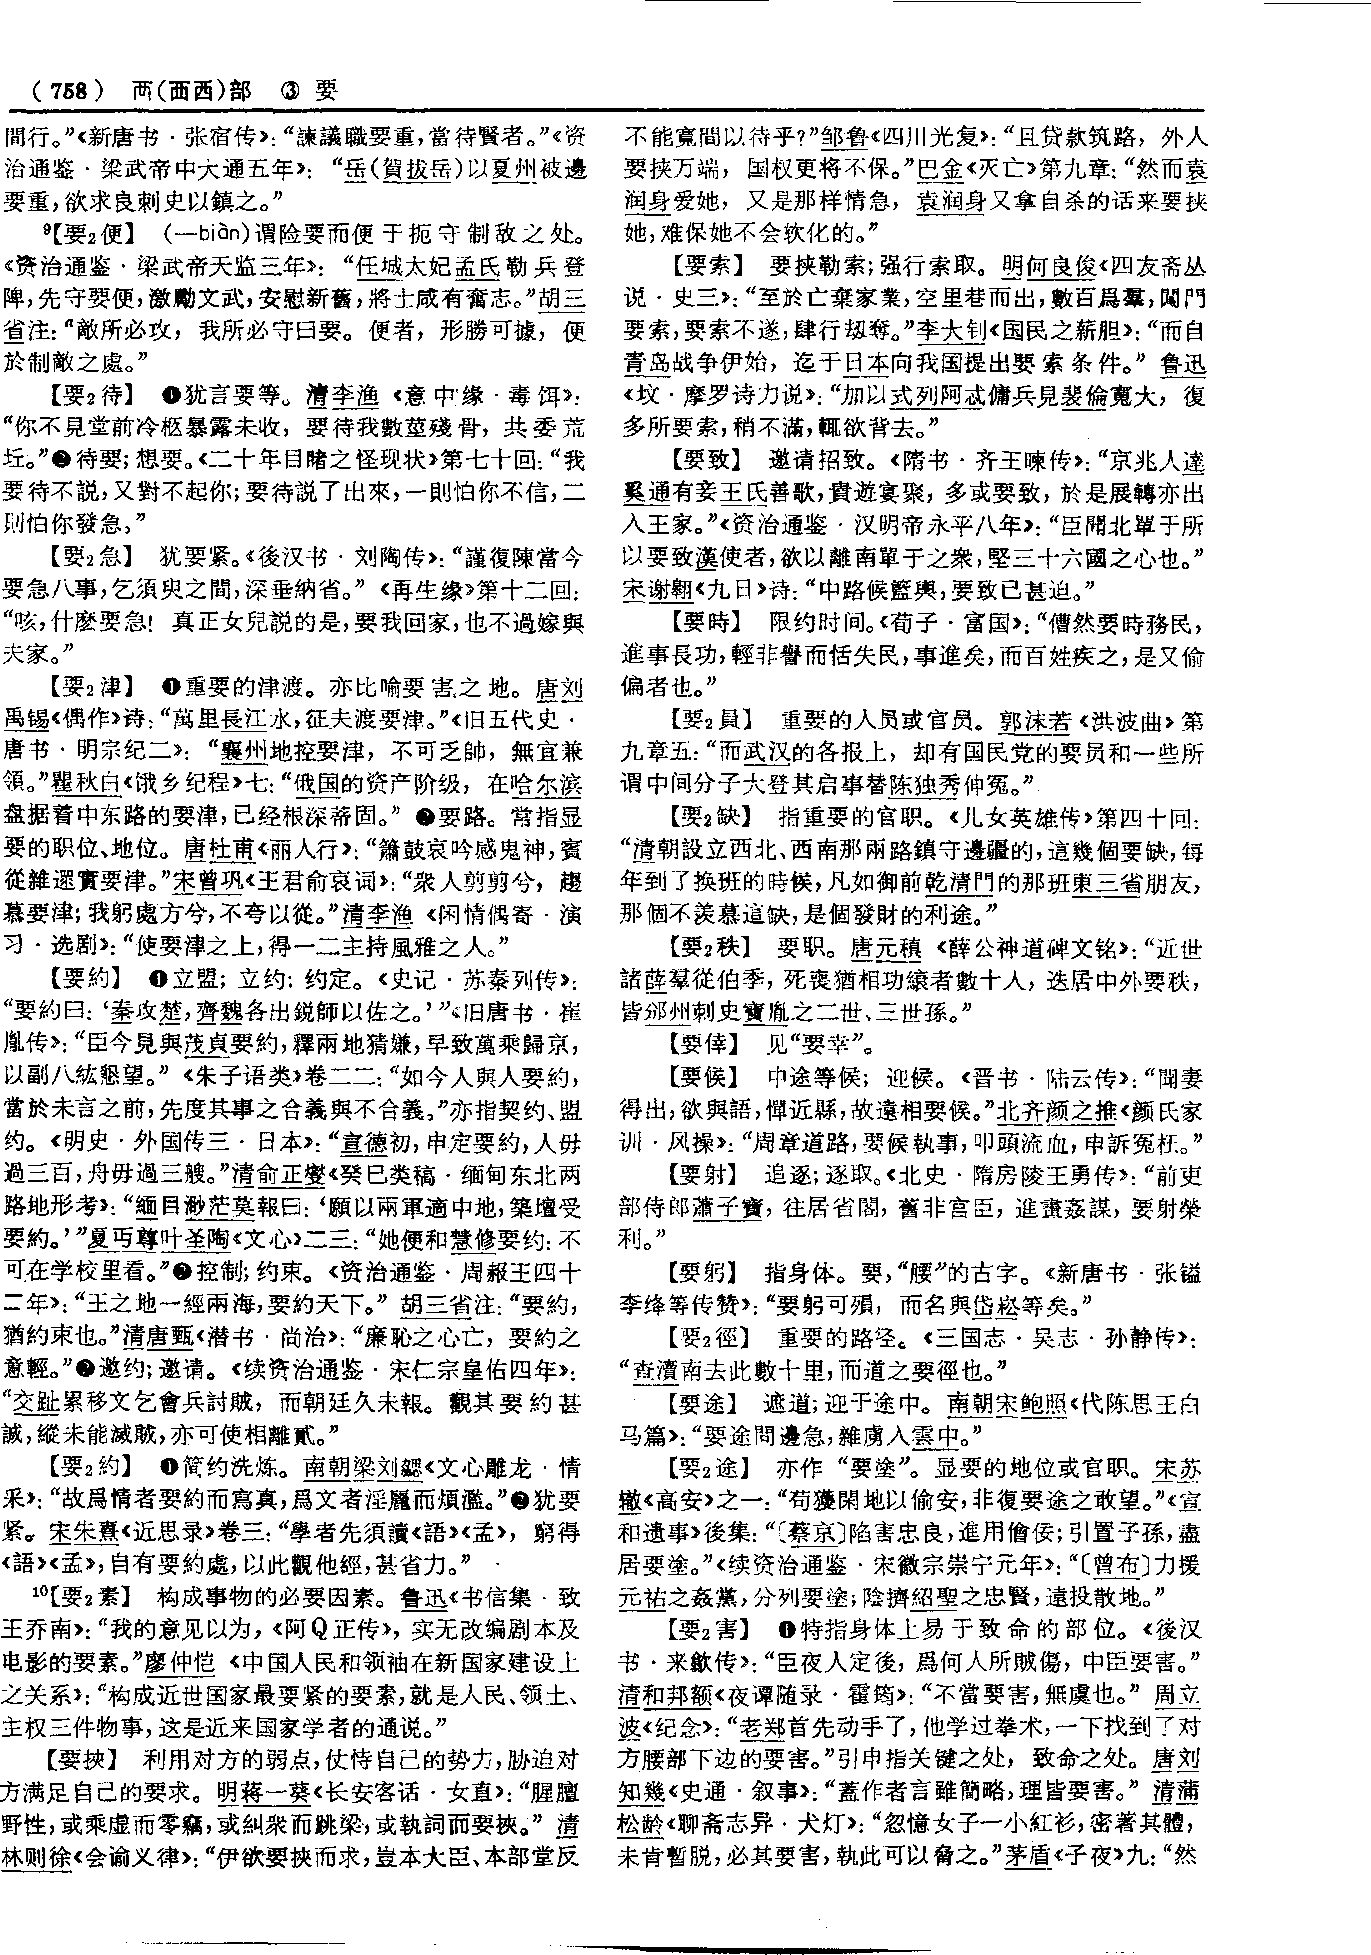 （758） 襾(覀西)部 ③ 要
間行。”《新唐书·张宿传》：“諫議職要重，當待賢者。”《资
治通鉴·梁武帝中大通五年》：“岳(賀拔岳)以夏州被邊
要重，欲求良刺史以鎮之。”
9【要2便】 (—biàn)谓险要而便于扼守制敌之处。
《资治通鉴·梁武帝天监三年》：“任城太妃孟氏勒兵登
陴，先守要便，激勵文武，安慰新舊，將士咸有奮志。”胡三
省注：“敵所必攻，我所必守曰要。便者，形勝可據，便
於制敵之處。”
【要2待】 ❶犹言要等。清李渔《意中缘·毒饵》：
“你不見堂前冷柩暴露未收，要待我數莖殘骨，共委荒
坵。”❷待要；想要。《二十年目睹之怪现状》第七十回：“我
要待不説，又對不起你；要待説了出來，一則怕你不信，二
則怕你發急，”
【要2急】 犹要紧。《後汉书·刘陶传》：“謹復陳當今
要急八事，乞須臾之間，深垂納省。”《再生缘》第十二回：
“咳，什麽要急！真正女兒説的是，要我回家，也不過嫁與
夫家。”
【要2津】 ❶重要的津渡。亦比喻要害之地。唐刘
禹锡《偶作》诗：“萬里長江水，征夫渡要津。”《旧五代史·
唐书·明宗纪二》：“襄州地控要津，不可乏帥，無宜兼
領。”瞿秋白《饿乡纪程》七：“俄国的资产阶级，在哈尔滨
盘据着中东路的要津，已经根深蒂固。”❷要路。常指显
要的职位、地位。唐杜甫《丽人行》：“簫鼓哀吟感鬼神，賓
從雜遝實要津。”宋曾巩《王君俞哀词》：“衆人剪剪兮，趨
慕要津；我躬處方兮，不夸以從。”清李渔《闲情偶寄·演
习·选剧》：“使要津之上，得一二主持風雅之人。”
【要約】 ❶立盟；立约；约定。《史记·苏秦列传》：
“要約曰：‘秦攻楚，齊魏各出鋭師以佐之。’”《旧唐书·崔
胤传》：“臣今見與茂貞要約，釋兩地猜嫌，早致萬乘歸京，
以副八紘懇望。”《朱子语类》卷二二：“如今人與人要約，
當於未言之前，先度其事之合義與不合義。”亦指契约、盟
约。《明史·外国传三·日本》：“宣德初，申定要約，人毋
過三百，舟毋過三艘。”清俞正燮《癸巳类稿·缅甸东北两
路地形考》：“緬目渺茫莫報曰：‘願以兩軍適中地，築壇受
要約。’”夏丏尊叶圣陶《文心》二三：“她便和慧修要约：不
可在学校里看。”❷控制；约束。《资治通鉴·周赧王四十
二年》：“王之地一經兩海，要約天下。”胡三省注：“要約，
猶約束也。”清唐甄《潜书·尚治》：“廉恥之心亡，要約之
意輕。”❸邀约；邀请。《续资治通鉴·宋仁宗皇佑四年》：
“交趾累移文乞會兵討賊，而朝廷久未報。觀其要約甚
誠，縱未能滅賊，亦可使相離貳。”
【要2約】 ❶简约洗炼。南朝梁刘勰《文心雕龙·情
采》：“故爲情者要約而寫真，爲文者淫麗而煩濫。”❷犹要
紧。宋朱熹《近思录》卷三：“學者先須讀《語》《孟》，窮得
《語》《孟》，自有要約處，以此觀他經，甚省力。”
10【要2素】 构成事物的必要因素。鲁迅《书信集·致
王乔南》：“我的意见以为，《阿Q正传》，实无改编剧本及
电影的要素。”廖仲恺《中国人民和领袖在新国家建设上
之关系》：“构成近世国家最要紧的要素，就是人民、领土、
主权三件物事，这是近来国家学者的通说。”
【要挾】 利用对方的弱点，仗恃自己的势力，胁迫对
方满足自己的要求。明蒋一葵《长安客话·女直》：“腥膻
野性，或乘虚而零竊，或糾衆而跳梁，或執詞而要挾。”清
林则徐《会谕义律》：“伊欲要挾而求，豈本大臣、本部堂反
不能寬間以待乎？”邹鲁《四川光复》：“且贷款筑路，外人
要挟万端，国权更将不保。”巴金《灭亡》第九章：“然而袁
润身爱她，又是那样情急，袁润身又拿自杀的话来要挟
她，难保她不会软化的。”
【要索】 要挟勒索；强行索取。明何良俊《四友斋丛
说·史三》：“至於亡棄家業，空里巷而出，數百爲羣，闖門
要索，要索不遂，肆行刼奪。”李大钊《国民之薪胆》：“而自
青岛战争伊始，迄于日本向我国提出要索条件。”鲁迅
《坟·摩罗诗力说》：“加以式列阿忒傭兵見裴倫寬大，復
多所要索，稍不滿，輒欲背去。”
【要致】 邀请招致。《隋书·齐王暕传》：“京兆人達
奚通有妾王氏善歌，貴遊宴聚，多或要致，於是展轉亦出
入王家。”《资治通鉴·汉明帝永平八年》：“臣聞北單于所
以要致漢使者，欲以離南單于之衆，堅三十六國之心也。”
宋谢翱《九日》诗：“中路候籃輿，要致已甚迫。”
【要時】 限约时间。《荀子·富国》：“傮然要時務民，
進事長功，輕非譽而恬失民，事進矣，而百姓疾之，是又偷
偏者也。”
【要2員】 重要的人员或官员。郭沫若《洪波曲》第
九章五：“而武汉的各报上，却有国民党的要员和一些所
谓中间分子大登其启事替陈独秀伸冤。”
【要2缺】 指重要的官职。《儿女英雄传》第四十回：
“清朝設立西北、西南那兩路鎮守邊疆的，這幾個要缺，每
年到了换班的時候，凡如御前乾清門的那班東三省朋友，
那個不羡慕這缺，是個發財的利途。”
【要2秩】 要职。唐元稹《薛公神道碑文铭》：“近世
諸薛羣從伯季，死喪猶相功緦者數十人，迭居中外要秩，
皆邠州刺史寶胤之二世、三世孫。”
【要倖】 见“要幸”。
【要候】 中途等候；迎候。《晋书·陆云传》：“聞妻
得出，欲與語，憚近縣，故遠相要候。”北齐颜之推《颜氏家
训·风操》：“周章道路，要候執事，叩頭流血，申訴冤枉。”
【要射】 追逐；逐取。《北史·隋房陵王勇传》：“前吏
部侍郎蕭子寶，往居省閣，舊非宫臣，進畫姦謀，要射榮
利。”
【要躬】 指身体。要，“腰”的古字。《新唐书·张镒
李绛等传赞》：“要躬可殞，而名與岱崧等矣。”
【要2徑】 重要的路径。《三国志·吴志·孙静传》：
“查瀆南去此數十里，而道之要徑也。”
【要途】 遮道；迎于途中。南朝宋鲍照《代陈思王白
马篇》：“要途問邊急，雜虜入雲中。”
【要2途】 亦作“要塗”。显要的地位或官职。宋苏
辙《高安》之一：“苟獲閑地以偷安，非復要途之敢望。”《宣
和遗事》後集：“〔蔡京〕陷害忠良，進用儈佞；引置子孫，盡
居要塗。”《续资治通鉴·宋徽宗崇宁元年》：“〔曾布〕力援
元祐之姦黨，分列要塗；陰擠紹聖之忠賢，遠投散地。”
【要2害】 ❶特指身体上易于致命的部位。《後汉
书·来歙传》：“臣夜人定後，爲何人所賊傷，中臣要害。”
清和邦额《夜谭随录·霍筠》：“不當要害，無虞也。”周立
波《纪念》：“老郑首先动手了，他学过拳术，一下找到了对
方腰部下边的要害。”引申指关键之处，致命之处。唐刘
知幾《史通·叙事》：“蓋作者言雖簡略，理皆要害。”清蒲
松龄《聊斋志异·犬灯》：“忽憶女子一小紅衫，密著其體，
未肯暫脱，必其要害，執此可以脅之。”茅盾《子夜》九：“然